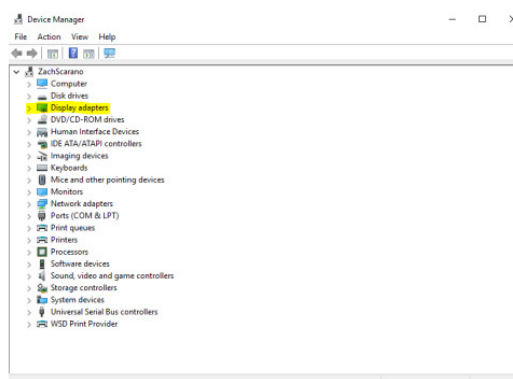 Device Manager
File Action View Help
ZachScarano
Computer
Disk drives
Display adapters
DVD/CD-ROM drives
Human Interface Devices
IDE ATA/ATAPI controllers
Imaging devices
Keyboards
Mice and other pointing devices
Monitors
Network adapters
Ports (COM & LPT)
Print queues
Printers
Processors
Software devices
Sound, video and game controllers
Storage controllers
System devices
Universal Serial Bus controllers
WSD Print Provider